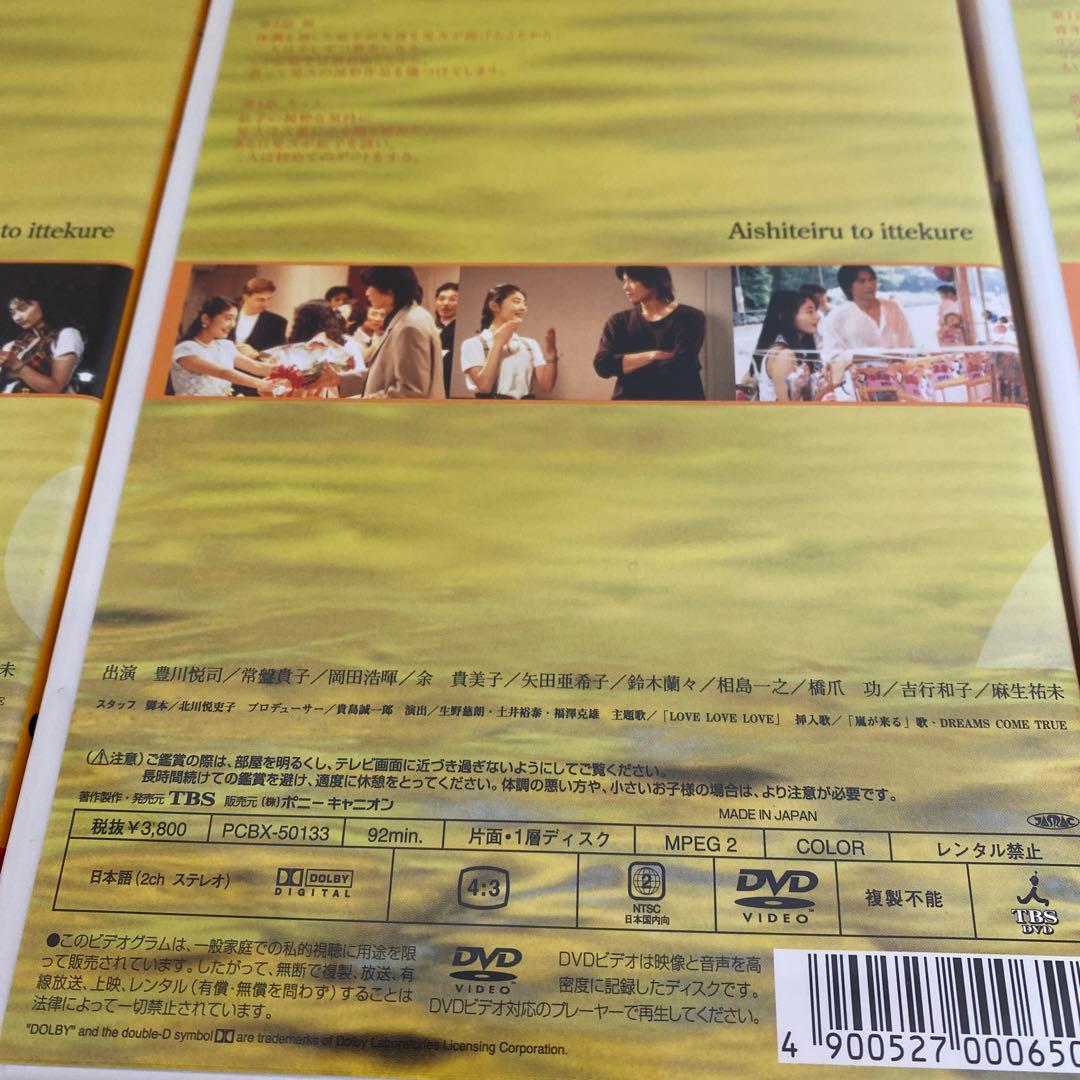 二人は初めてのデートをする。
to ittekure
Aishiteiru to ittekure
未
出演 豊川悦司／常盤貴子／岡田浩暉／余 貴美子／矢田亜希子／鈴木蘭々／相島一之／橋爪 功／吉行和子／麻生祐未
スタッフ 脚本／北川悦吏子 プロデューサー／貴島誠一郎 演出／生野慈朗・土井裕泰・福澤克雄 主題歌／「LOVE LOVE LOVE」 挿入歌／「嵐が来る」歌・DREAMS COME TRUE
(⚠注意)ご鑑賞の際は、部屋を明るくし、テレビ画面に近づき過ぎないようにしてご覧ください。
長時間続けての鑑賞を避け、適度に休憩をとってください。体調の悪い方や、小さいお子様の場合は、より注意が必要です。
著作製作・発売元 TBS 販売元 (株)ポニーキャニオン
MADE IN JAPAN
JASRAC
税抜¥3,800 PCBX-50133 92min. 片面・1層ディスク MPEG 2 COLOR レンタル禁止
日本語(2ch ステレオ) DOLBY DIGITAL 4:3 2 NTSC 日本国内向 DVD VIDEO 複製不能 TBS DVD
●このビデオグラムは、一般家庭での私的視聴に用途を限
って販売されています。したがって、無断で複製、放送、有
線放送、上映、レンタル(有償・無償を問わず)することは
法律によって一切禁止されています。
DVD VIDEO
DVDビデオは映像と音声を高
密度に記録したディスクです。
DVDビデオ対応のプレーヤーで再生してください。
"DOLBY" and the double-D symbol are trademarks of Dolby Laboratories Licensing Corporation.
4 900527 000650